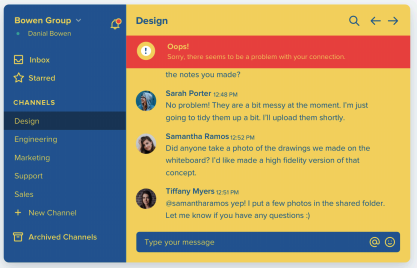 Bowen Group
Danial Bowen
Inbox
Starred
CHANNELS
Design
Engineering
Marketing
Support
Sales
+ New Channel
Archived Channels
Design
Oops!
Sorry, there seems to be a problem with your connection.
the notes you made?
Sarah Porter 12:48 PM
No problem! They are a bit messy at the moment. I'm just
going to tidy them up a bit. I'll upload them shortly.
Samantha Ramos 12:52 PM
Did anyone take a photo of the drawings we made on the
whiteboard? I'd like made a high fidelity version of that
concept.
Tiffany Myers 12:51 PM
@samantharamos yep! I put a few photos in the shared folder.
Let me know if you have any questions :)
Type your message